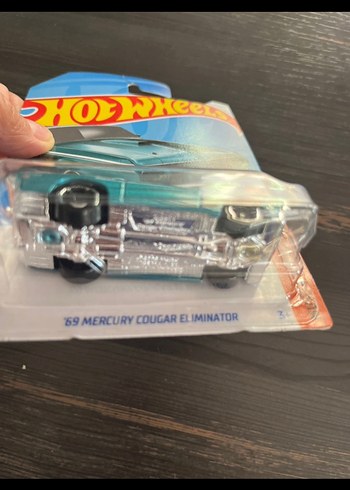 HOT WHEELS
'69 MERCURY COUGAR ELIMINATOR